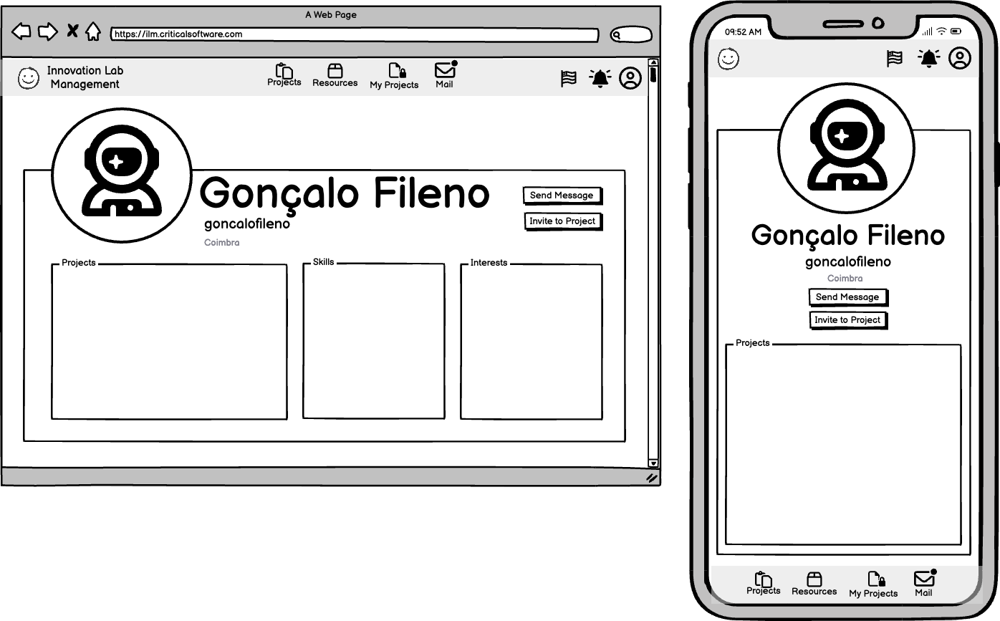 A Web Page
https://ilm.criticalsoftware.com
Innovation Lab
Management
Projects
Resources
My Projects
Mail
Gonçalo Fileno
goncalofileno
Coimbra
Send Message
Invite to Project
Projects
Skills
Interests
09:52 AM
Gonçalo Fileno
goncalofileno
Coimbra
Send Message
Invite to Project
Projects
Projects
Resources
My Projects
Mail